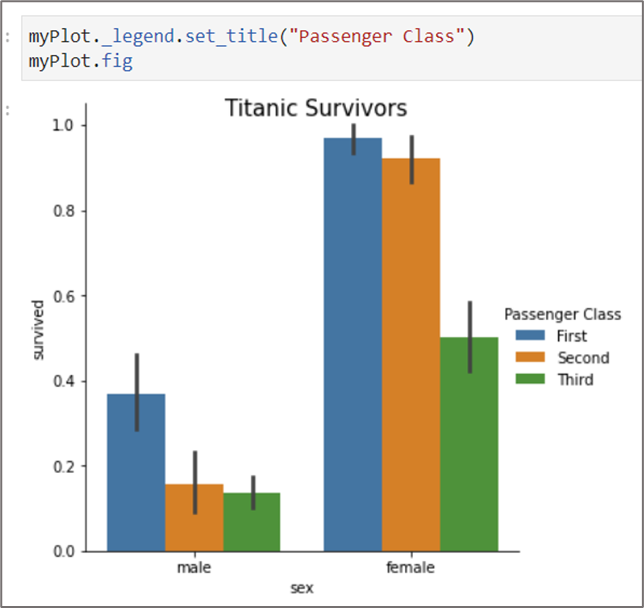 myPlot._legend.set_title("Passenger Class")
myPlot.fig
Titanic Survivors
1.0
0.8
0.6
0.4
0.2
0.0
survived
male
female
sex
Passenger Class
First
Second
Third